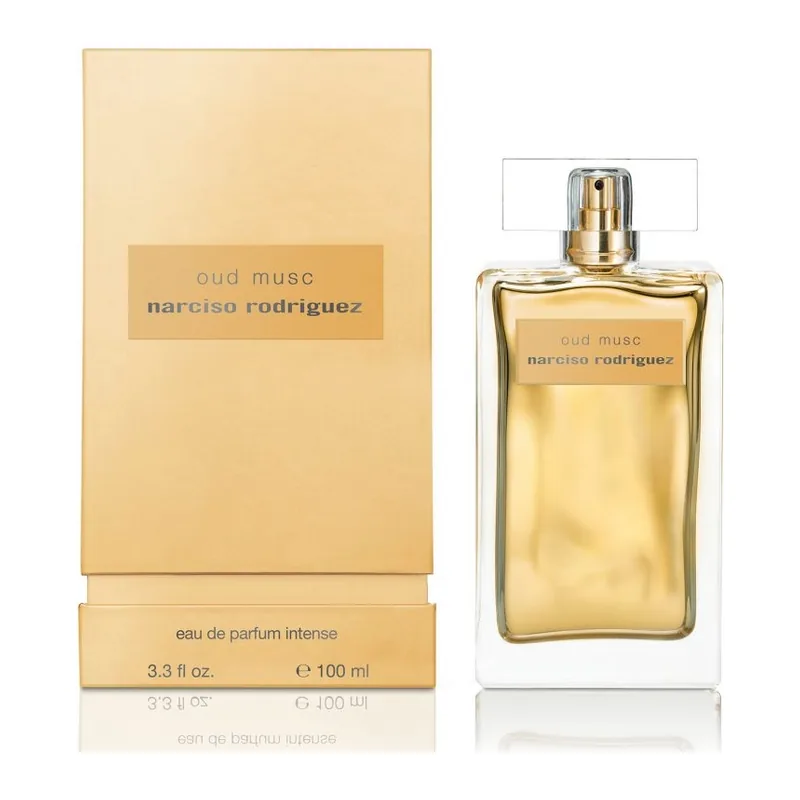 oud musc
narciso rodriguez
eau de parfum intense
3.3 fl oz. ℮ 100 ml
oud musc
narciso rodriguez